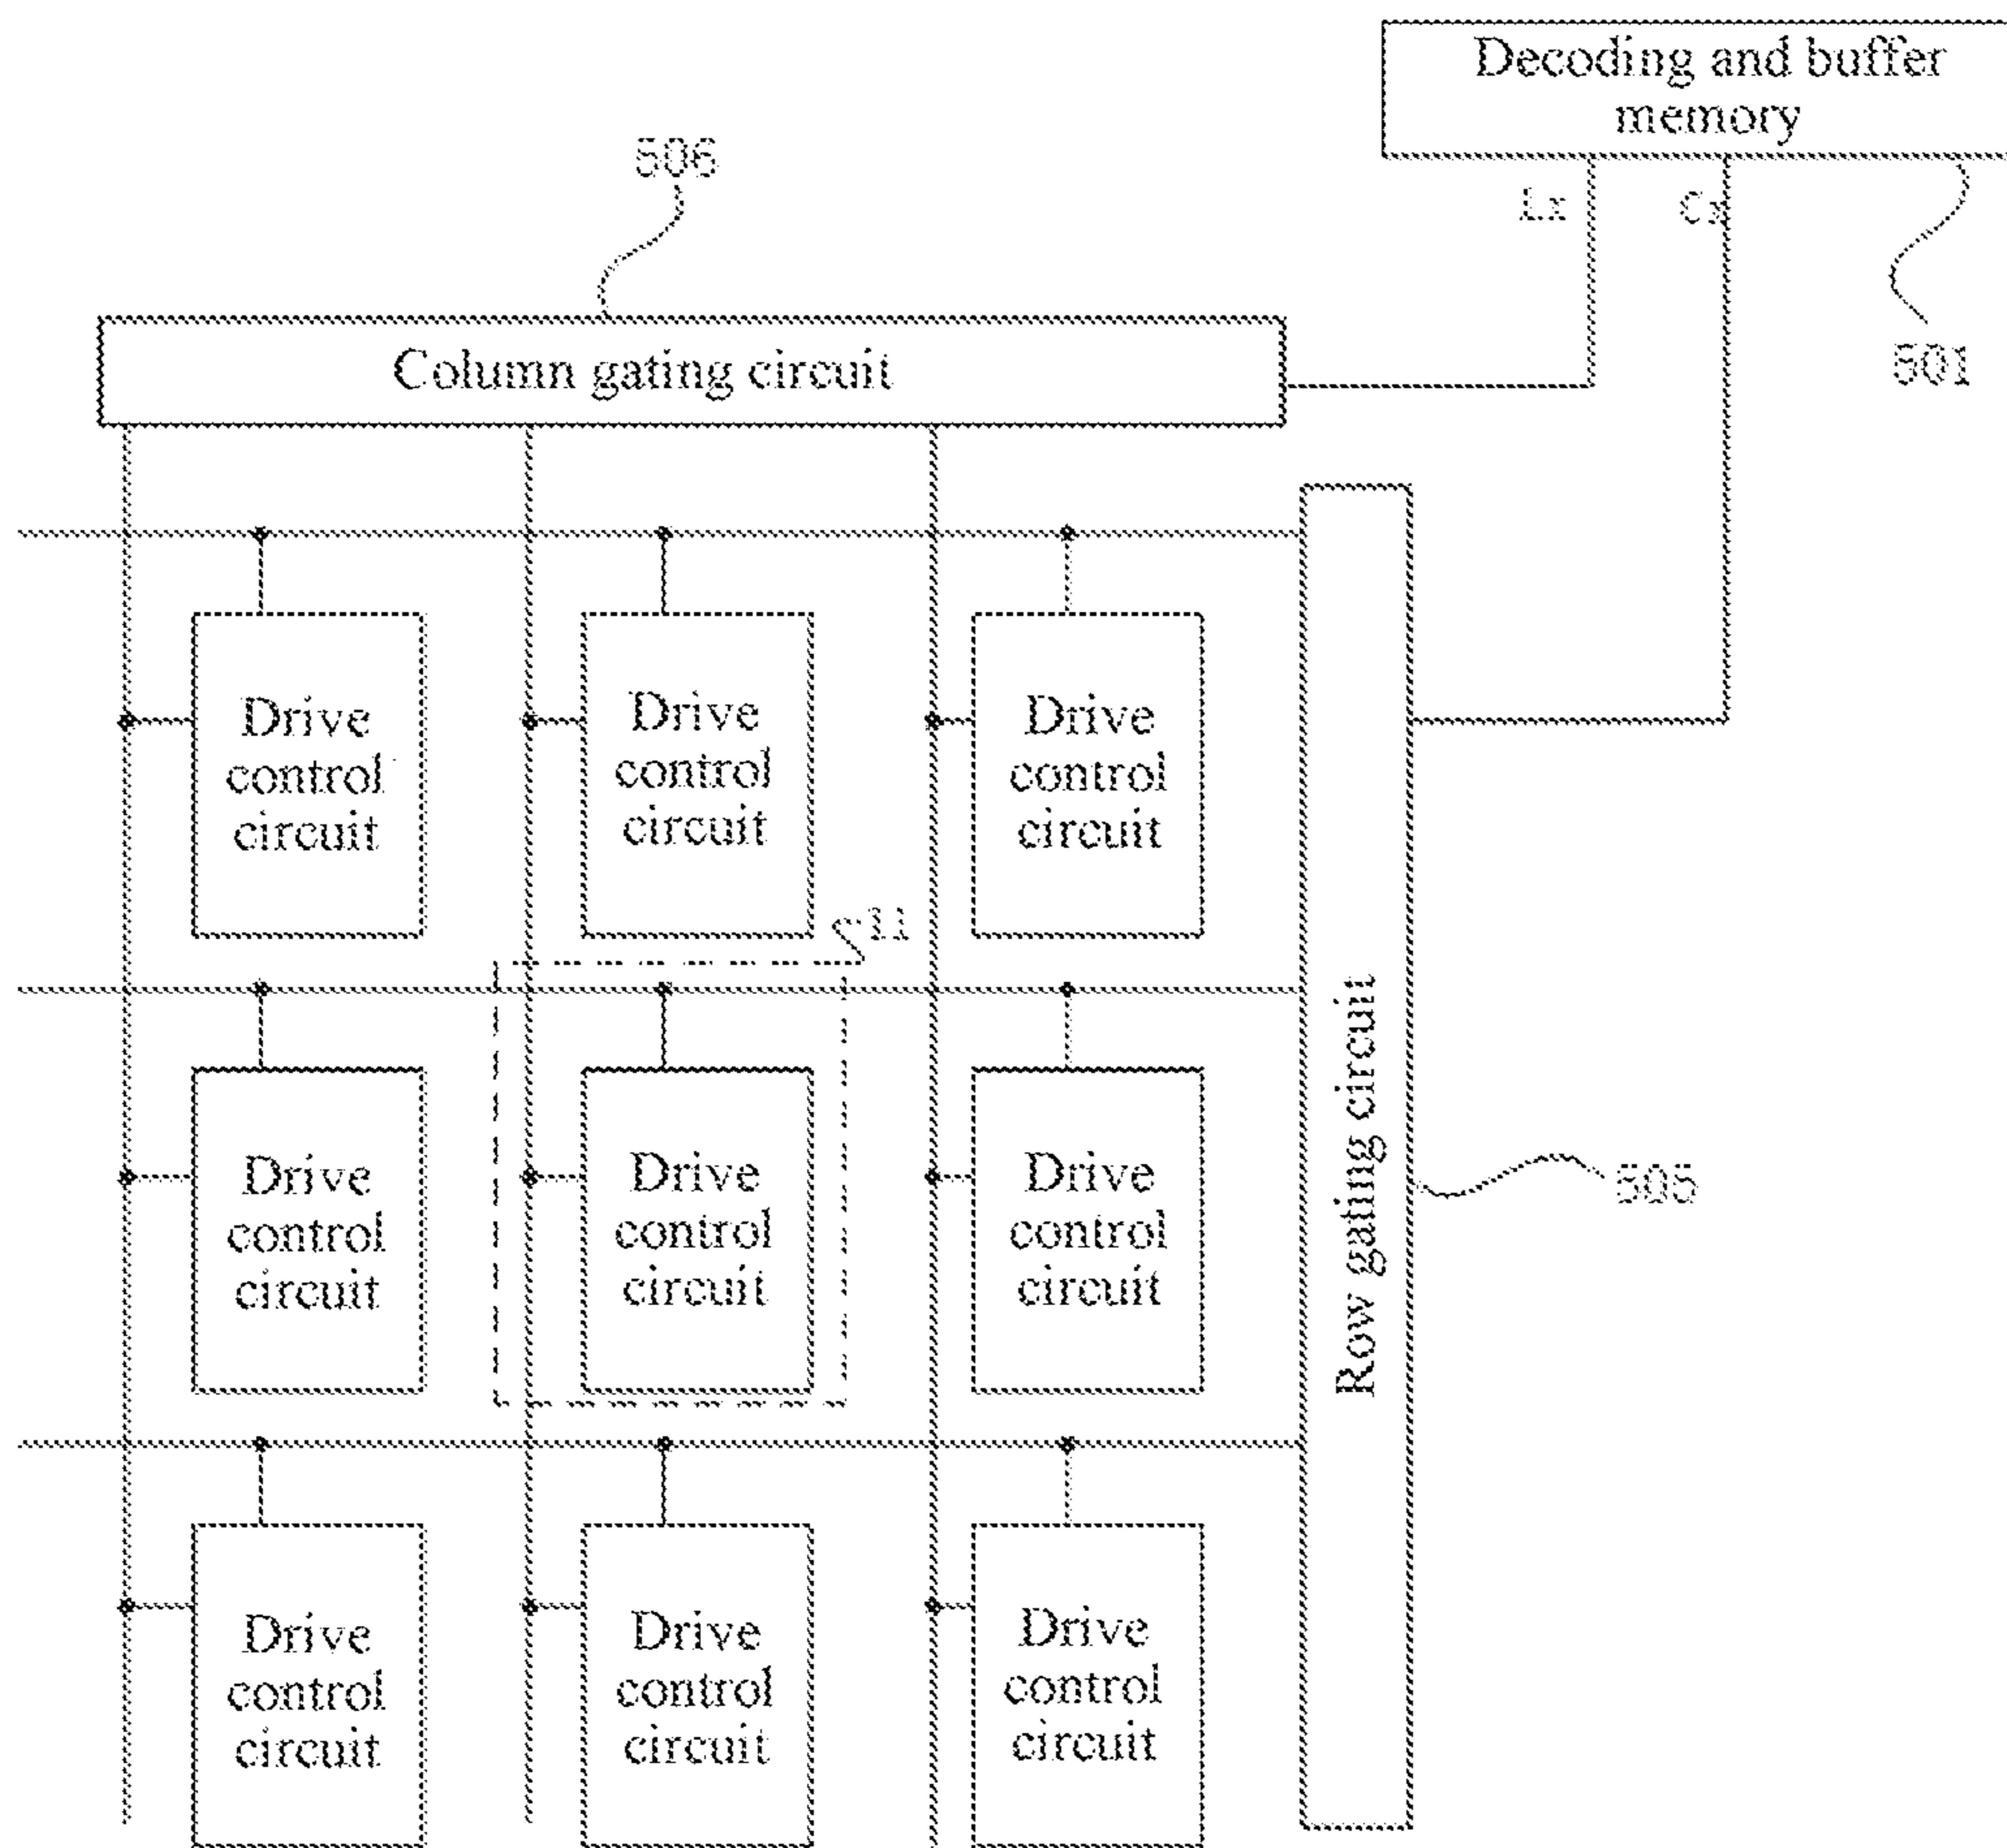 Decoding and buffer
memory
506
Lx
Cx
501
Column gating circuit
Drive
control
circuit
Drive
control
circuit
Drive
control
circuit
11
Drive
control
circuit
Drive
control
circuit
Drive
control
circuit
Row gating circuit
505
Drive
control
circuit
Drive
control
circuit
Drive
control
circuit